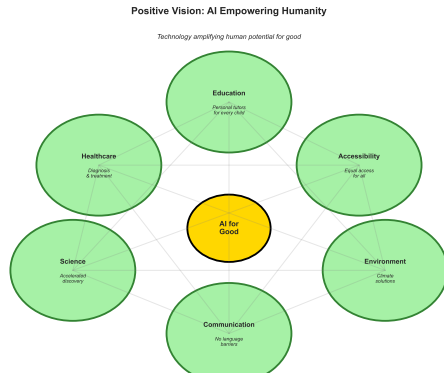 Positive Vision: AI Empowering Humanity
Technology amplifying human potential for good
Education
Personal tutors
for every child
Healthcare
Diagnosis
& treatment
Accessibility
Equal access
for all
AI for
Good
Science
Accelerated
discovery
Environment
Climate
solutions
Communication
No language
barriers